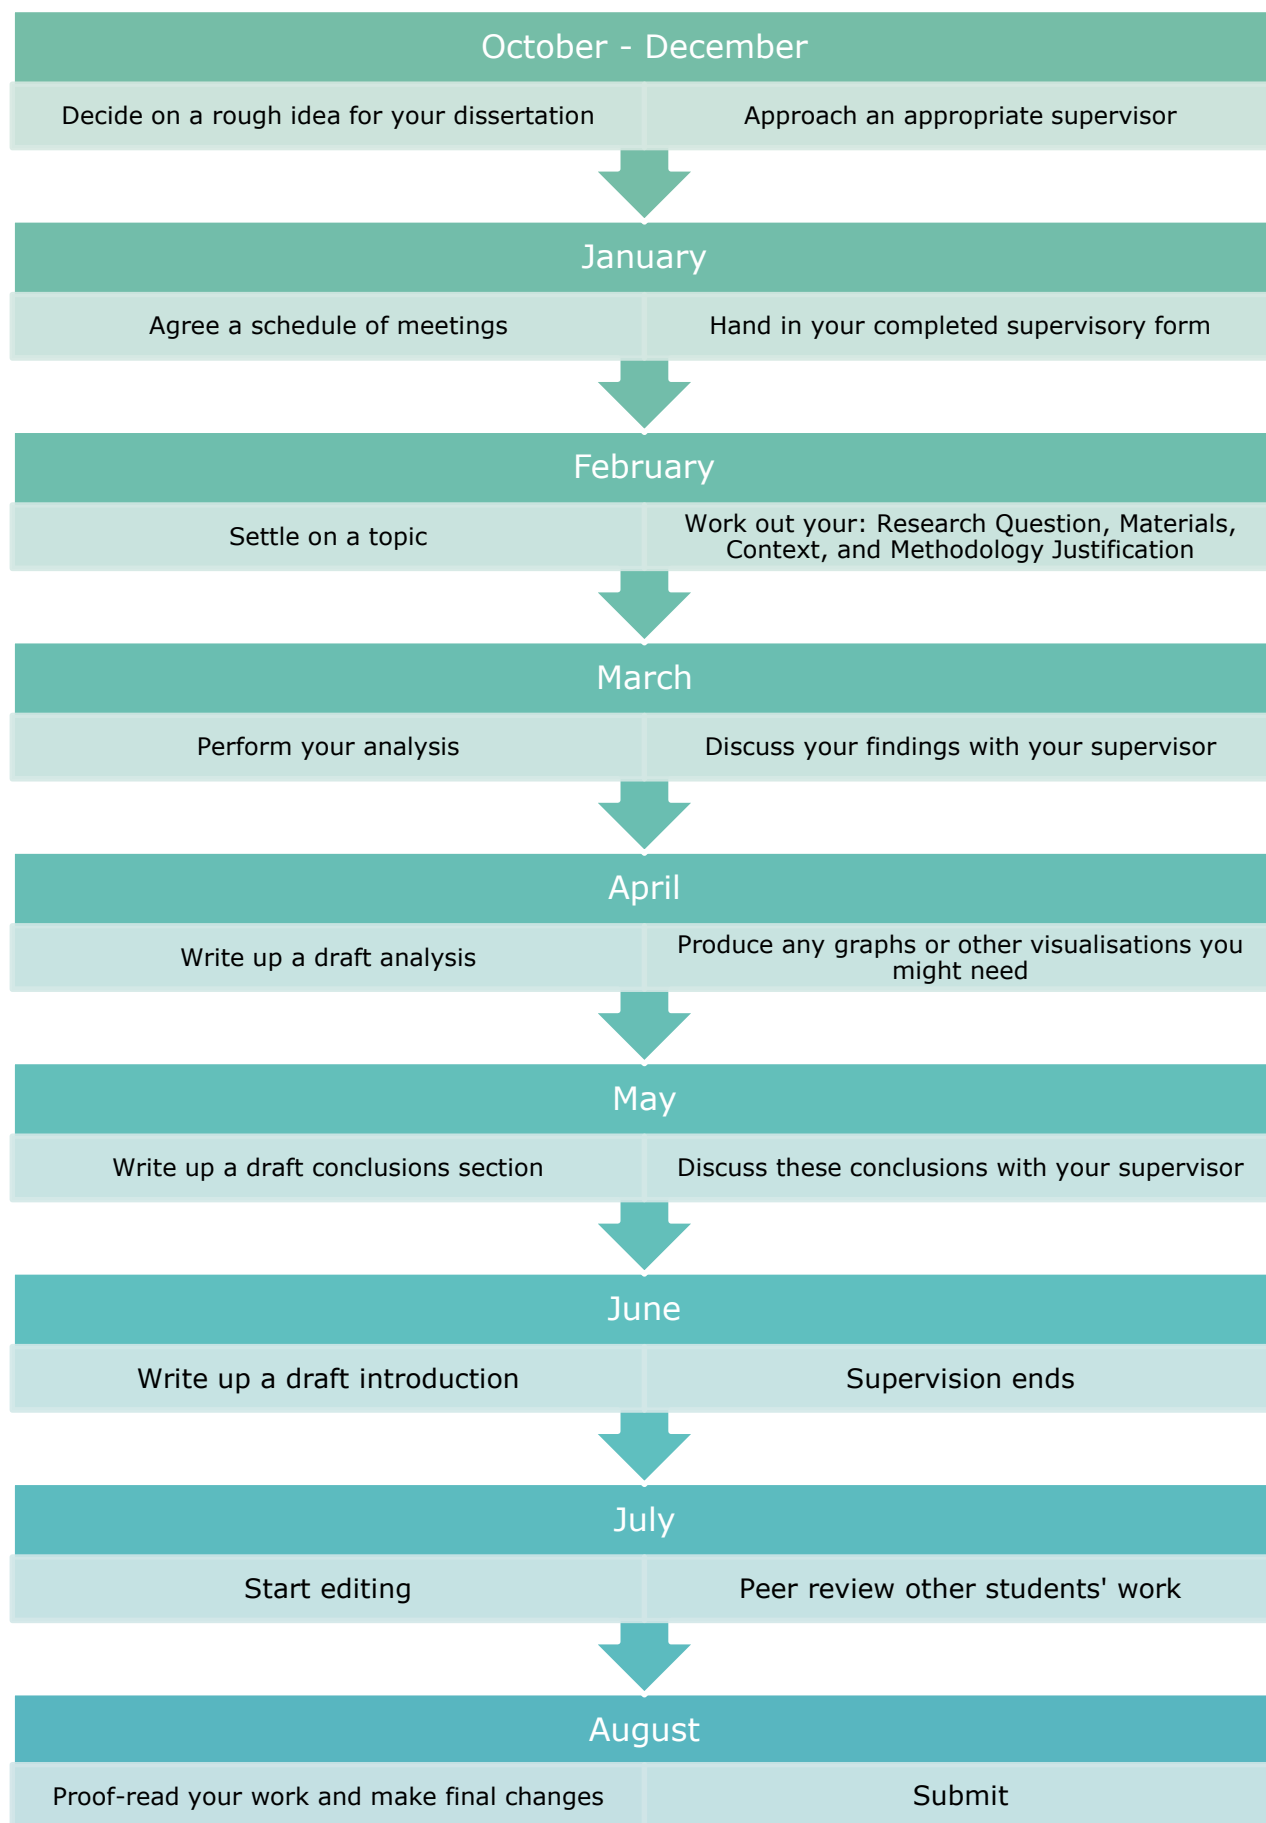 October - December
Decide on a rough idea for your dissertation
Approach an appropriate supervisor
January
Agree a schedule of meetings
Hand in your completed supervisory form
February
Settle on a topic
Work out your: Research Question, Materials,
Context, and Methodology Justification
March
Perform your analysis
Discuss your findings with your supervisor
April
Write up a draft analysis
Produce any graphs or other visualisations you
might need
May
Write up a draft conclusions section
Discuss these conclusions with your supervisor
June
Write up a draft introduction
Supervision ends
July
Start editing
Peer review other students' work
August
Proof-read your work and make final changes
Submit